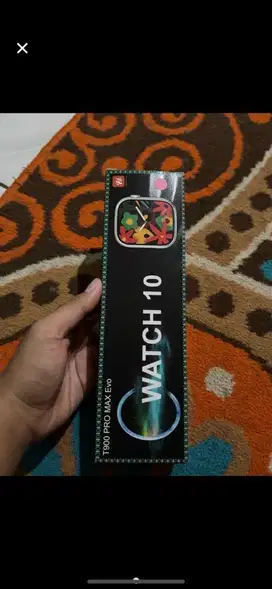 WATCH 10
T900 PRO MAX Evo